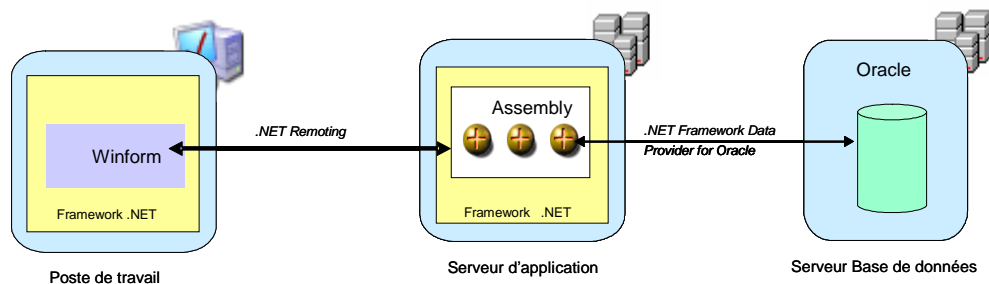 Winform
Framework .NET
Poste de travail
.NET Remoting
Assembly
Framework .NET
Serveur d'application
.NET Framework Data
Provider for Oracle
Oracle
Serveur Base de données